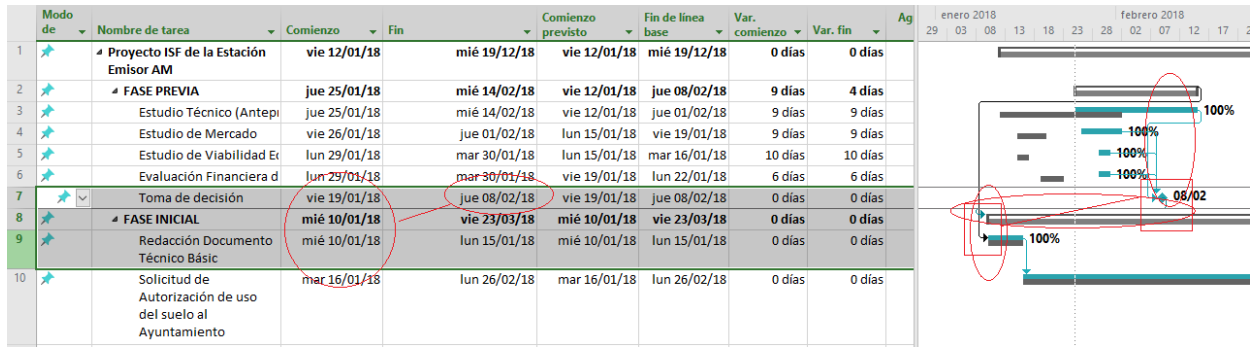 Modo de Nombre de tarea Comienzo Fin Comienzo previsto Fin de línea base Var. comienzo Var. fin Ag
enero 2018 febrero 2018
29 03 08 13 18 23 28 02 07 12 17 2
1 Proyecto ISF de la Estación Emisor AM vie 12/01/18 mié 19/12/18 vie 12/01/18 mié 19/12/18 0 días 0 días
2 FASE PREVIA jue 25/01/18 mié 14/02/18 vie 12/01/18 jue 08/02/18 9 días 4 días
3 Estudio Técnico (Antepr jue 25/01/18 mié 14/02/18 vie 12/01/18 jue 01/02/18 9 días 9 días 100%
4 Estudio de Mercado vie 26/01/18 jue 01/02/18 lun 15/01/18 vie 19/01/18 9 días 9 días 100%
5 Estudio de Viabilidad Ec lun 29/01/18 mar 30/01/18 lun 15/01/18 mar 16/01/18 10 días 10 días 100%
6 Evaluación Financiera d lun 29/01/18 mar 30/01/18 vie 19/01/18 lun 22/01/18 6 días 6 días 100%
7 Toma de decisión vie 19/01/18 jue 08/02/18 vie 19/01/18 jue 08/02/18 0 días 0 días 08/02
8 FASE INICIAL mié 10/01/18 vie 23/03/18 mié 10/01/18 vie 23/03/18 0 días 0 días
9 Redacción Documento Técnico Básic mié 10/01/18 lun 15/01/18 mié 10/01/18 lun 15/01/18 0 días 0 días 100%
10 Solicitud de Autorización de uso del suelo al Ayuntamiento mar 16/01/18 lun 26/02/18 mar 16/01/18 lun 26/02/18 0 días 0 días